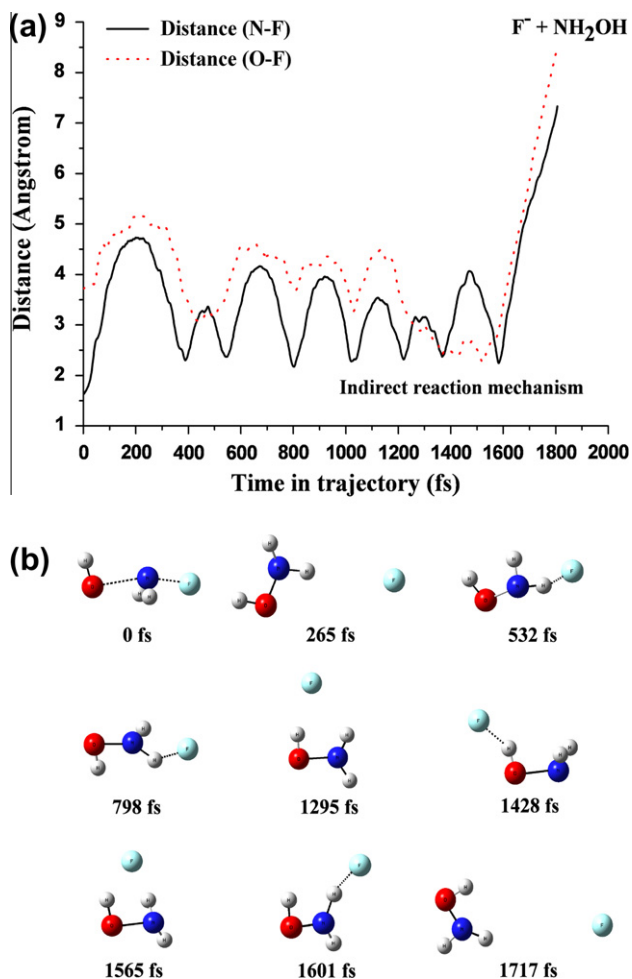 (a)
Distance (N-F)
Distance (O-F)
F⁻ + NH₂OH
Distance (Angstrom)
9
8
7
6
5
4
3
2
1
Indirect reaction mechanism
0 200 400 600 800 1000 1200 1400 1600 1800 2000
Time in trajectory (fs)
(b)
0 fs
265 fs
532 fs
798 fs
1295 fs
1428 fs
1565 fs
1601 fs
1717 fs